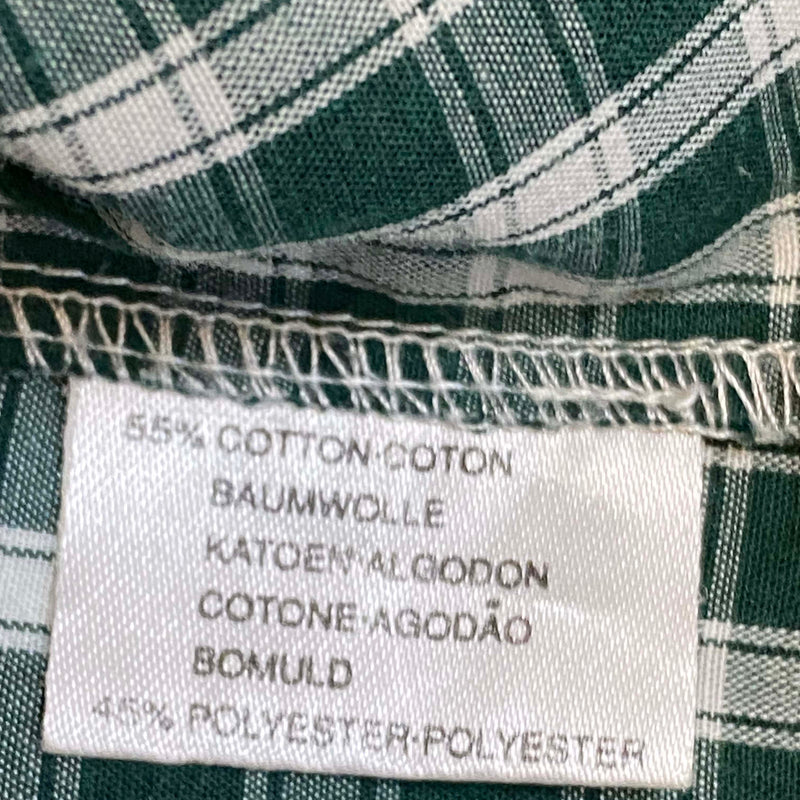 55% COTTON·COTON
BAUMWOLLE
KATOEN·ALGODON
COTONE·AGODÃO
BOMULD
45% POLYESTER·POLYESTER